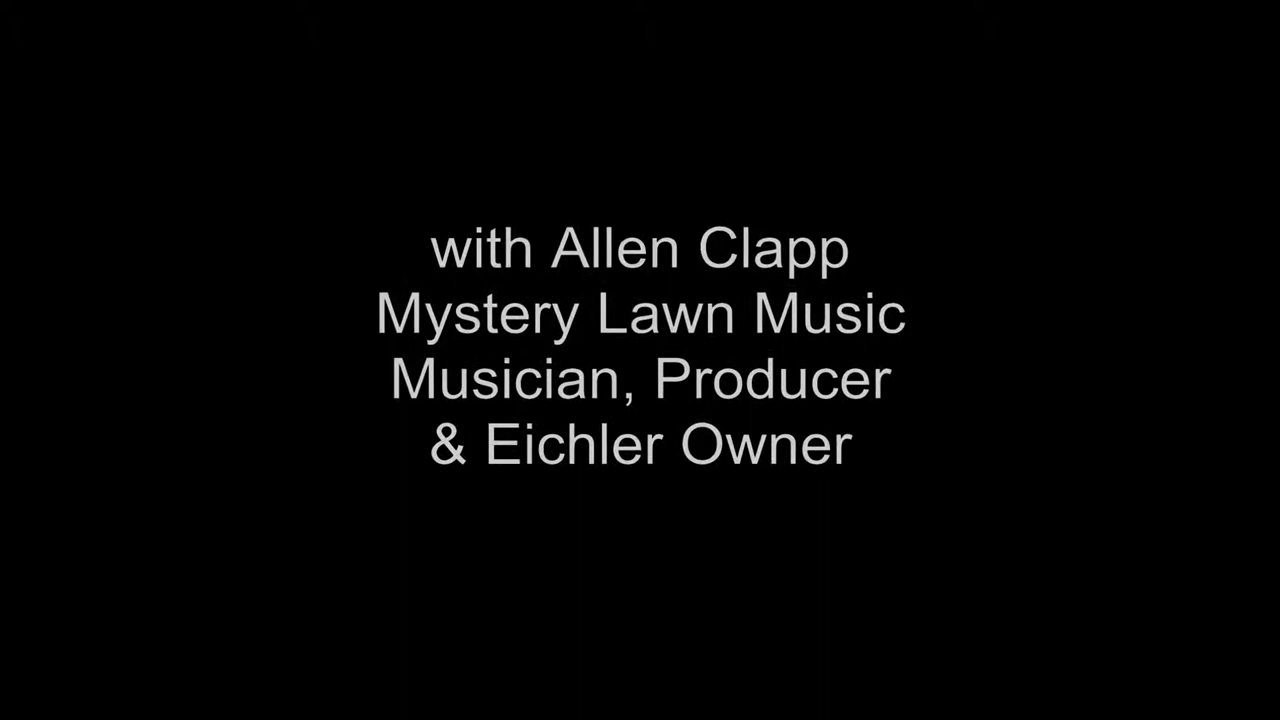 with Allen Clapp
Mystery Lawn Music
Musician, Producer
& Eichler Owner